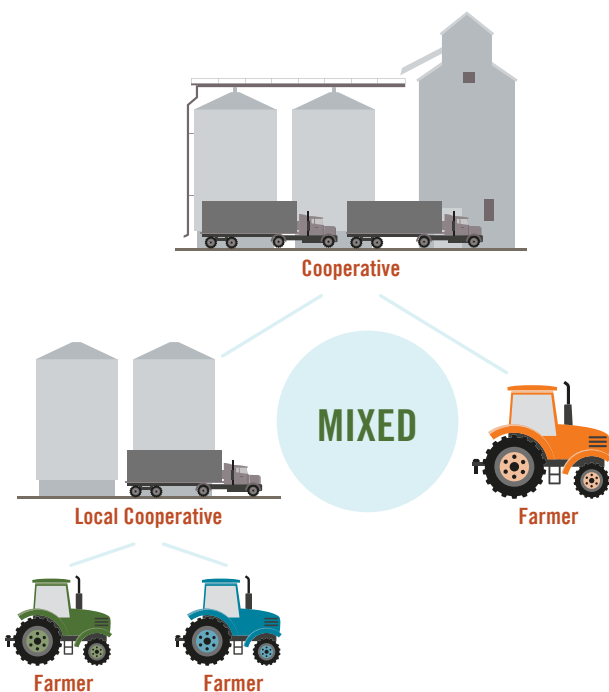 Cooperative
MIXED
Local Cooperative
Farmer
Farmer
Farmer